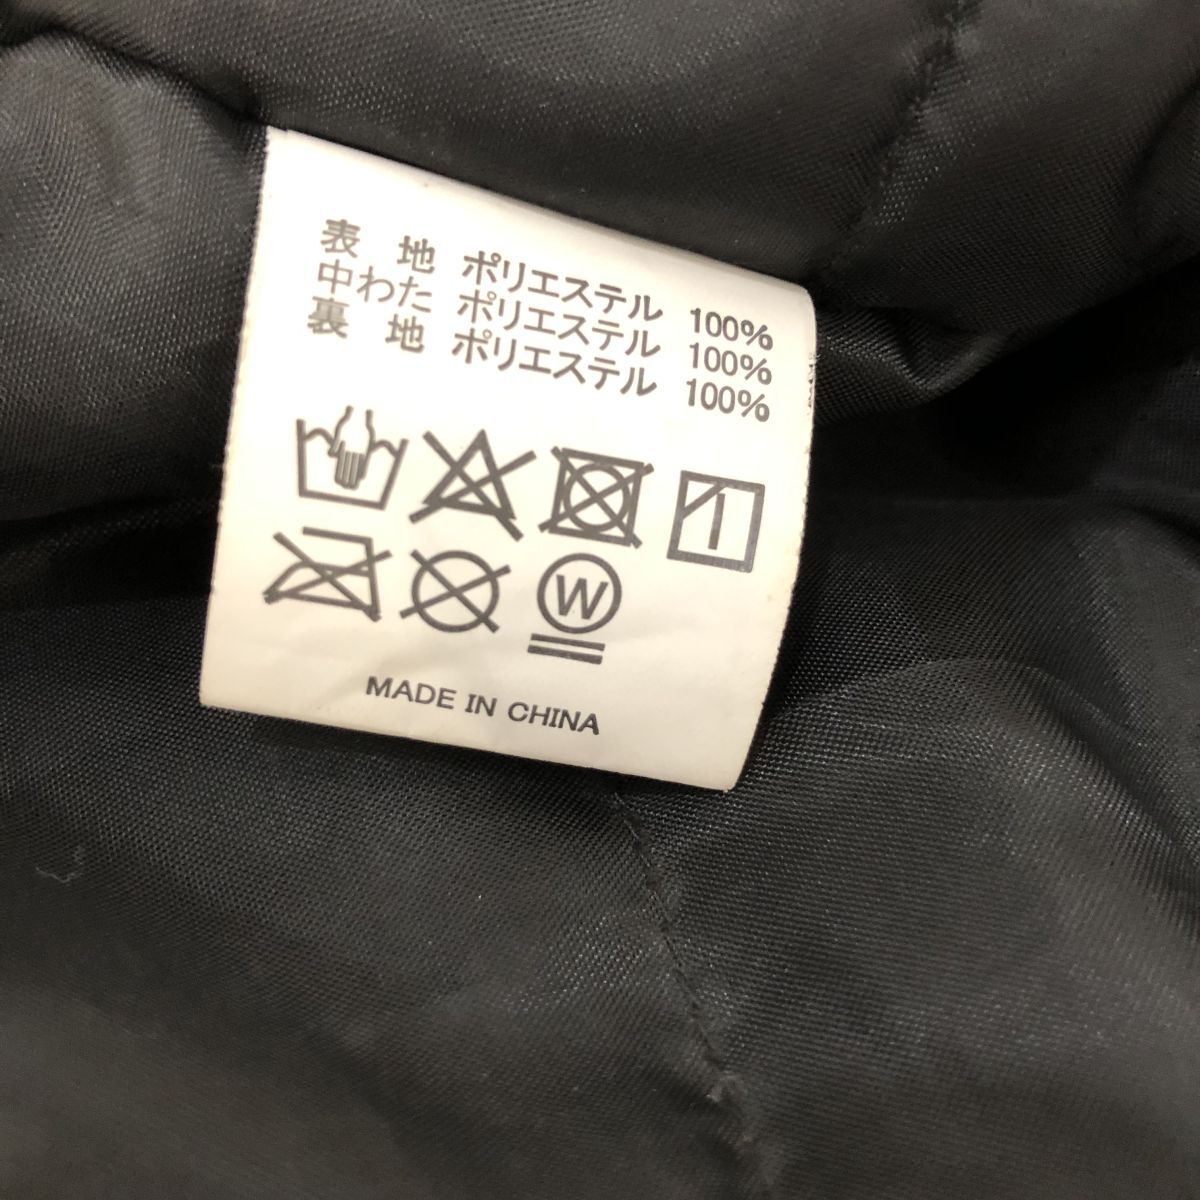 表 地 ポリエステル 100%
中わた ポリエステル 100%
裏 地 ポリエステル 100%
W
MADE IN CHINA